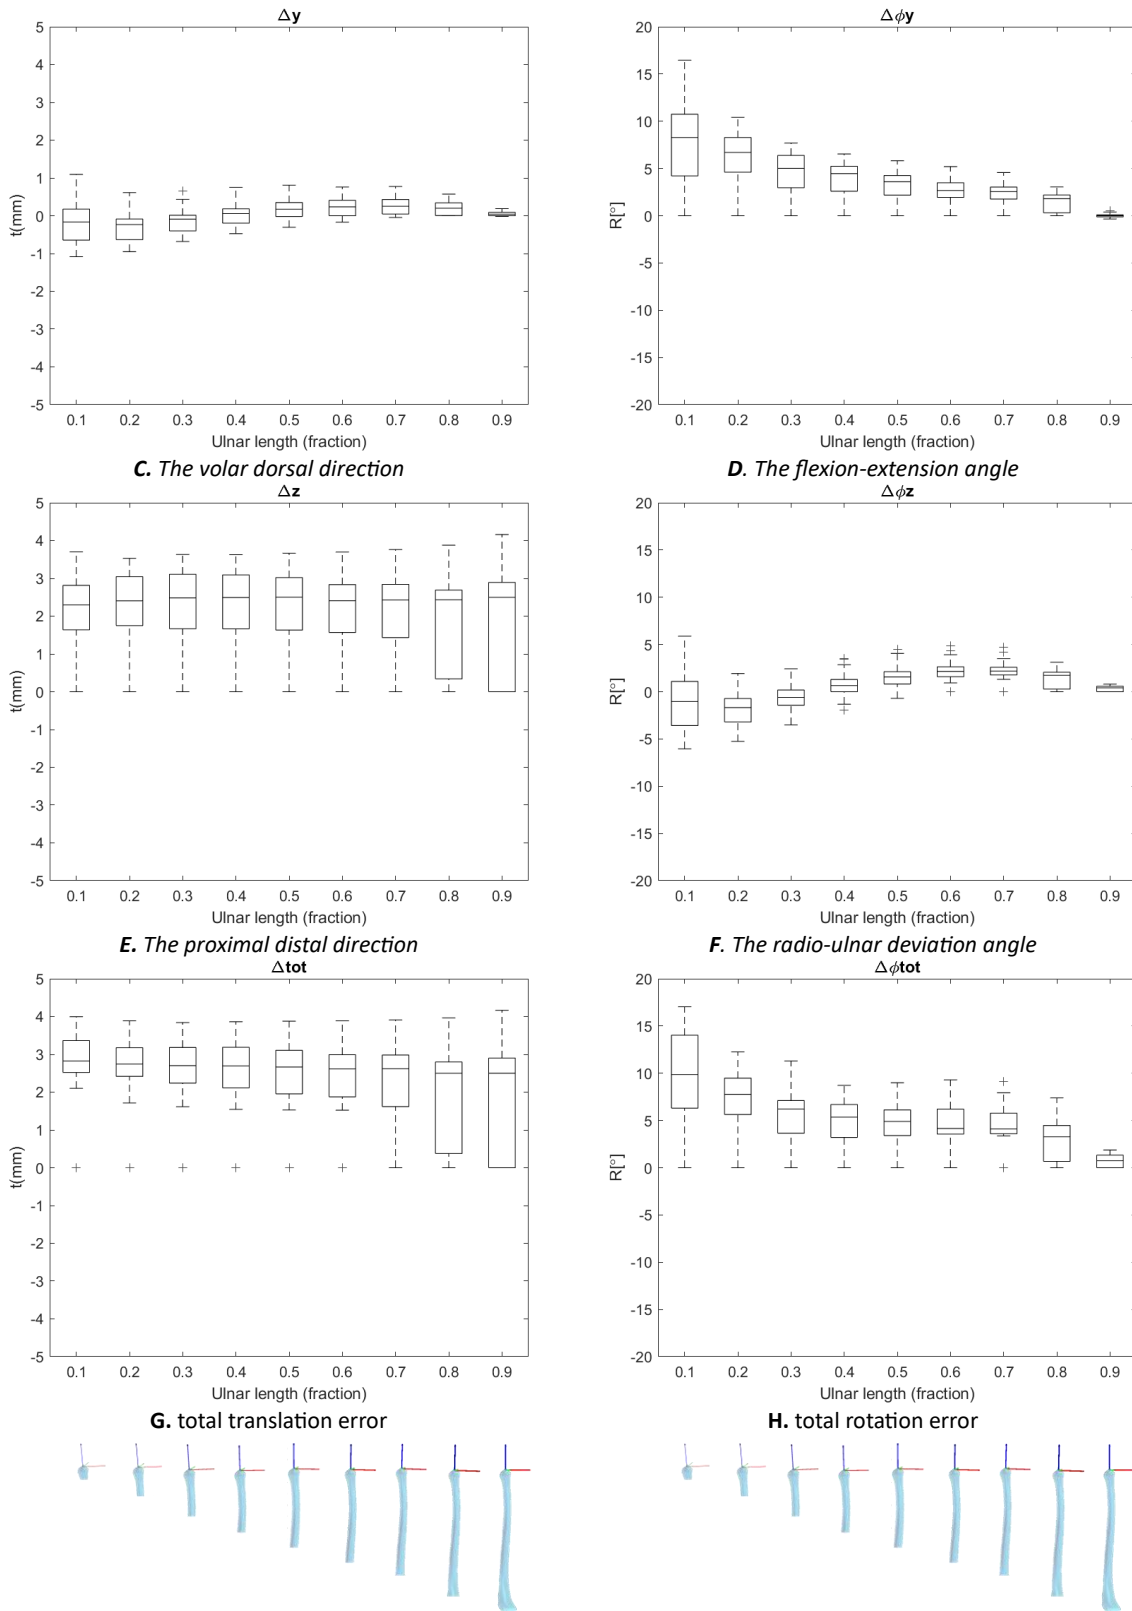 Δy
5
4
3
2
1
0
-1
-2
-3
-4
-5
t(mm)
0.1 0.2 0.3 0.4 0.5 0.6 0.7 0.8 0.9
Ulnar length (fraction)
C. The volar dorsal direction
Δϕy
20
15
10
5
0
-5
-10
-15
-20
R[°]
0.1 0.2 0.3 0.4 0.5 0.6 0.7 0.8 0.9
Ulnar length (fraction)
D. The flexion-extension angle
Δz
5
4
3
2
1
0
-1
-2
-3
-4
-5
t(mm)
0.1 0.2 0.3 0.4 0.5 0.6 0.7 0.8 0.9
Ulnar length (fraction)
E. The proximal distal direction
Δϕz
20
15
10
5
0
-5
-10
-15
-20
R[°]
0.1 0.2 0.3 0.4 0.5 0.6 0.7 0.8 0.9
Ulnar length (fraction)
F. The radio-ulnar deviation angle
Δtot
5
4
3
2
1
0
-1
-2
-3
-4
-5
t(mm)
0.1 0.2 0.3 0.4 0.5 0.6 0.7 0.8 0.9
Ulnar length (fraction)
G. total translation error
Δϕtot
20
15
10
5
0
-5
-10
-15
-20
R[°]
0.1 0.2 0.3 0.4 0.5 0.6 0.7 0.8 0.9
Ulnar length (fraction)
H. total rotation error